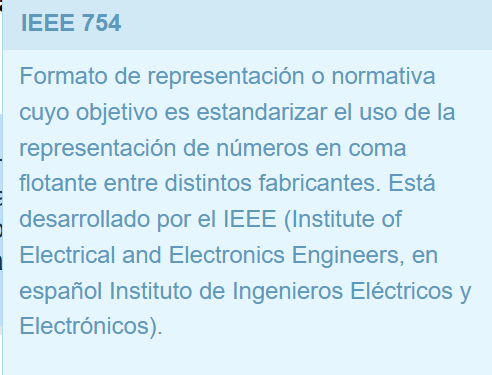 IEEE 754
Formato de representación o normativa
cuyo objetivo es estandarizar el uso de la
representación de números en coma
flotante entre distintos fabricantes. Está
desarrollado por el IEEE (Institute of
Electrical and Electronics Engineers, en
español Instituto de Ingenieros Eléctricos y
Electrónicos).